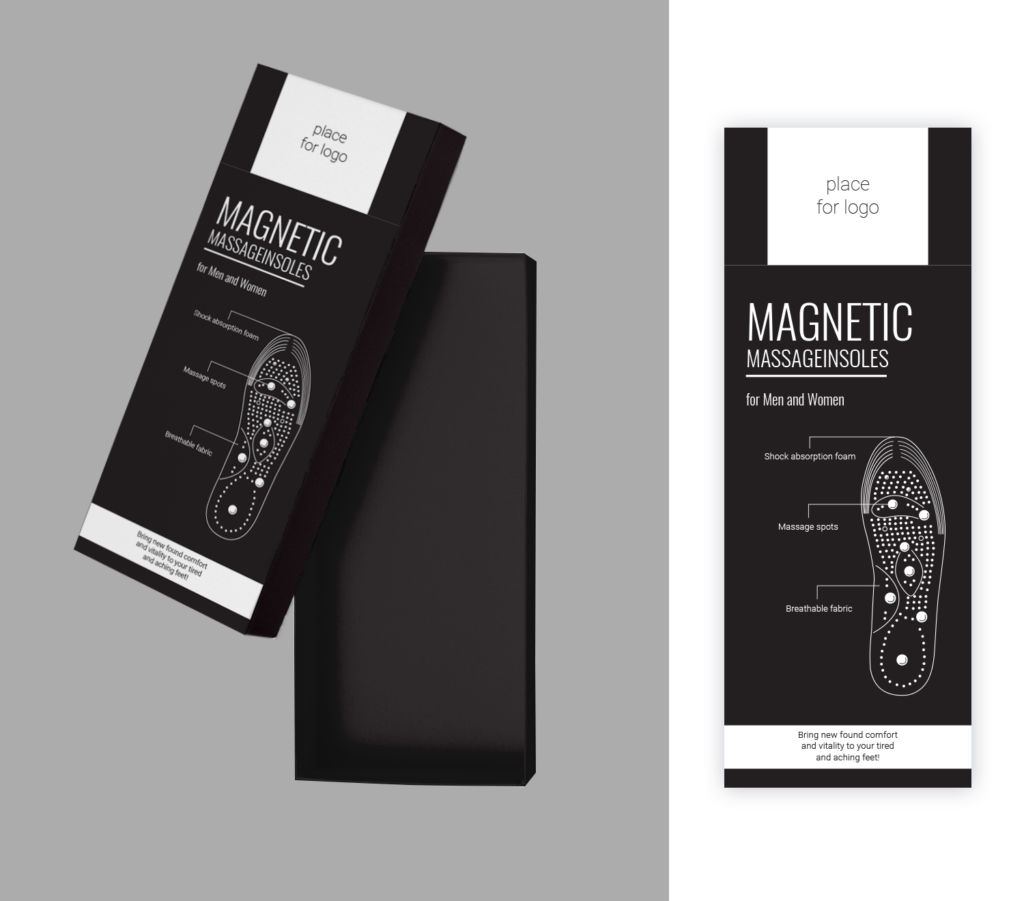 place
for logo
MAGNETIC
MASSAGEINSOLES
for Men and Women
Shock absorption foam
Massage spots
Breathable fabric
Bring new found comfort
and vitality to your tired
and aching feet!
place
for logo
MAGNETIC
MASSAGEINSOLES
for Men and Women
Shock absorption foam
Massage spots
Breathable fabric
Bring new found comfort
and vitality to your tired
and aching feet!